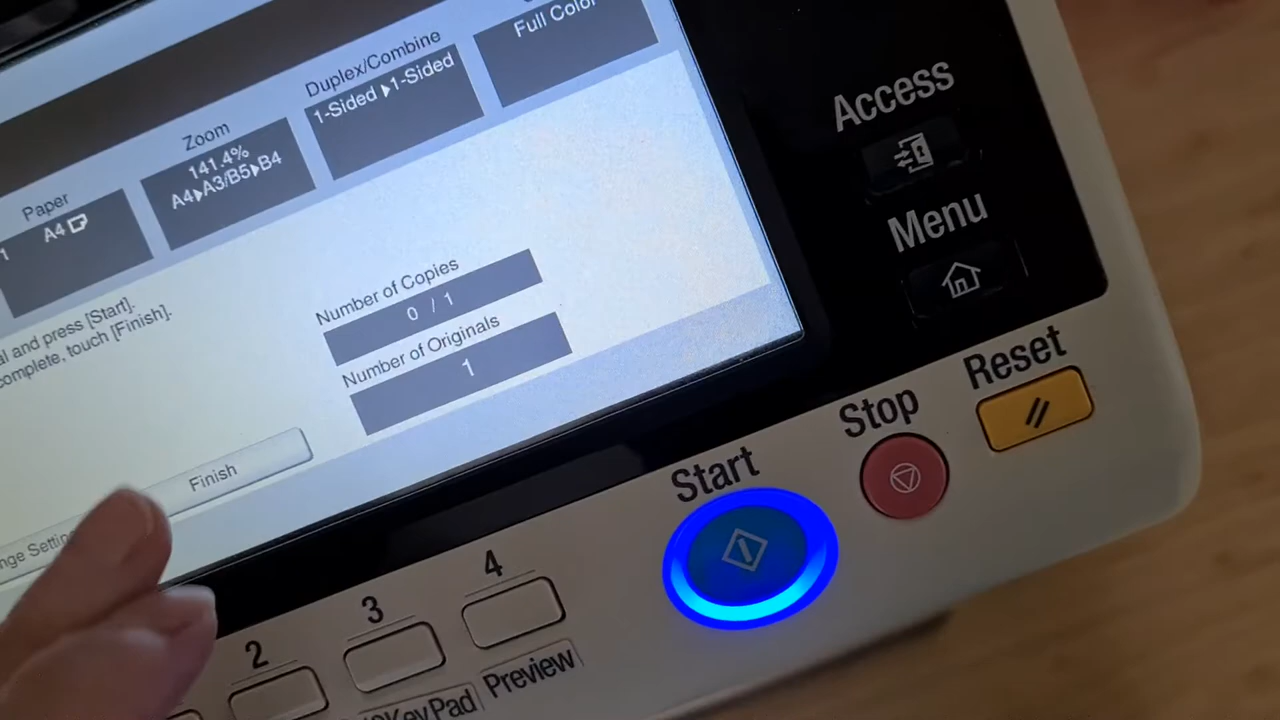 Full Color
Duplex/Combine
1-Sided ▶1-Sided
Zoom
141.4%
A4▶A3/B5▶B4
Paper
1 A4
Access
Menu
Number of Copies
0 / 1
Number of Originals
1
and press [Start].
touch [Finish].
Finish
Reset
Stop
Start
4
3
2
Preview